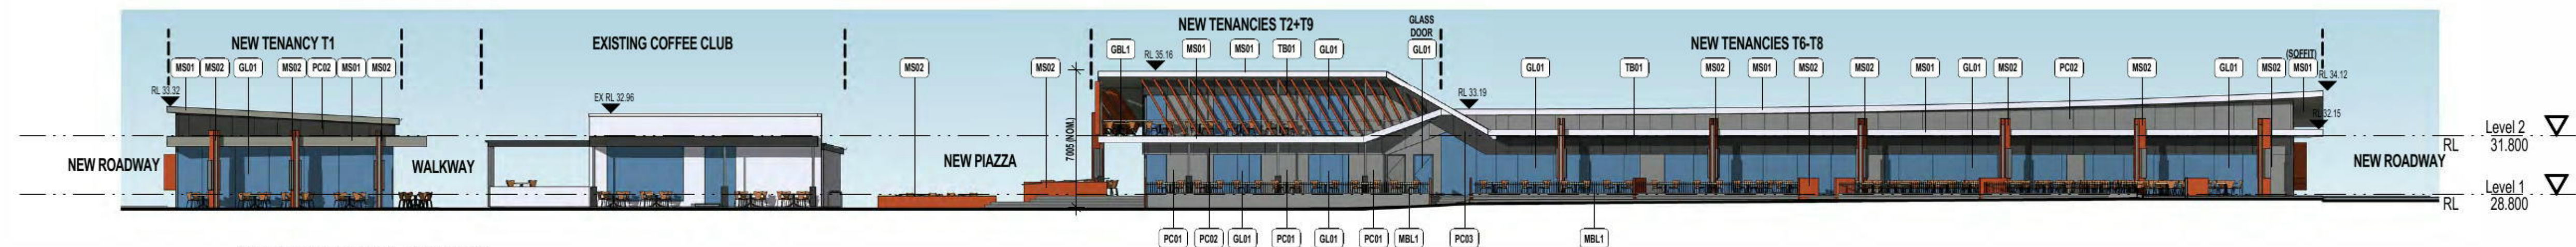 NEW TENANCY T1
EXISTING COFFEE CLUB
NEW TENANCIES T2+T9
GLASS
DOOR
NEW TENANCIES T6-T8
(SOFFIT)
MS01
MS02
GL01
MS02
PC02
MS01
MS02
MS02
MS02
GBL1
RL 35.16
MS01
MS01
TB01
GL01
GL01
GL01
TB01
MS02
MS01
MS02
MS02
MS01
GL01
MS02
PC02
MS02
GL01
MS02
MS01
RL 34.12
RL 33.32
EX RL 32.96
RL 33.19
RL 32.15
7005 (NOM.)
Level 2
RL 31.800
NEW ROADWAY
WALKWAY
NEW PIAZZA
NEW ROADWAY
Level 1
RL 28.800
PC01
PC02
GL01
PC01
GL01
PC01
MBL1
PC03
MBL1